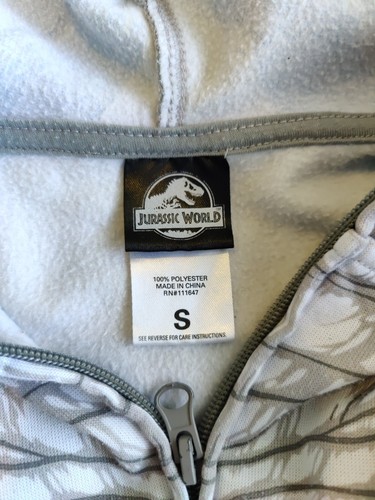 JURASSIC WORLD
100% POLYESTER
MADE IN CHINA
RN#111647
S
SEE REVERSE FOR CARE INSTRUCTIONS